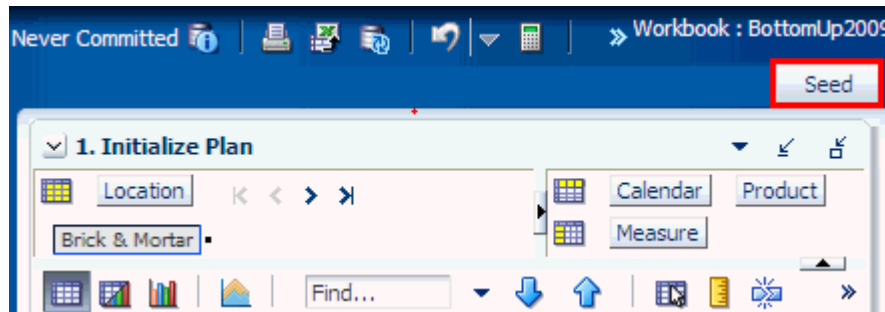 Never Committed
Workbook : BottomUp2009
Seed
1. Initialize Plan
Location
Calendar Product
Brick & Mortar
Measure
Find...